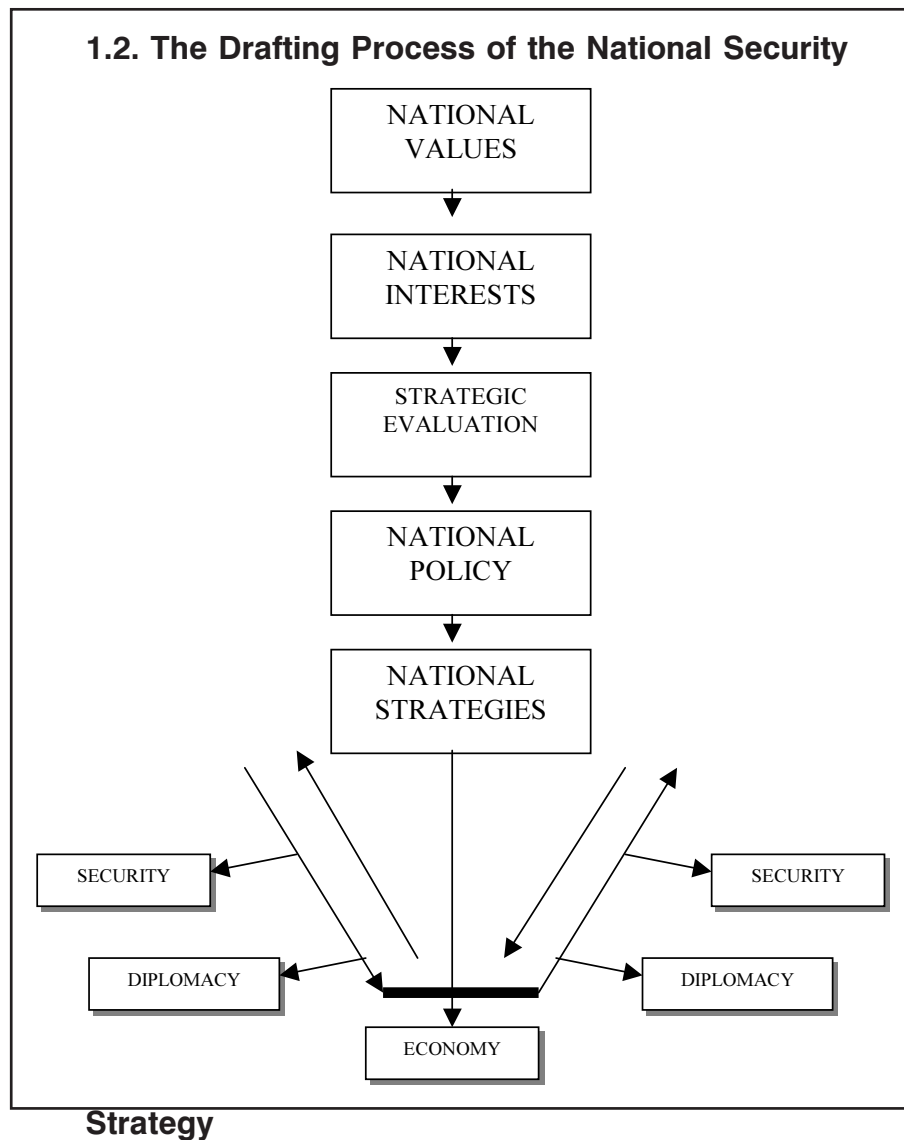 1.2. The Drafting Process of the National Security
NATIONAL
VALUES
NATIONAL
INTERESTS
STRATEGIC
EVALUATION
NATIONAL
POLICY
NATIONAL
STRATEGIES
SECURITY
SECURITY
DIPLOMACY
DIPLOMACY
ECONOMY
Strategy